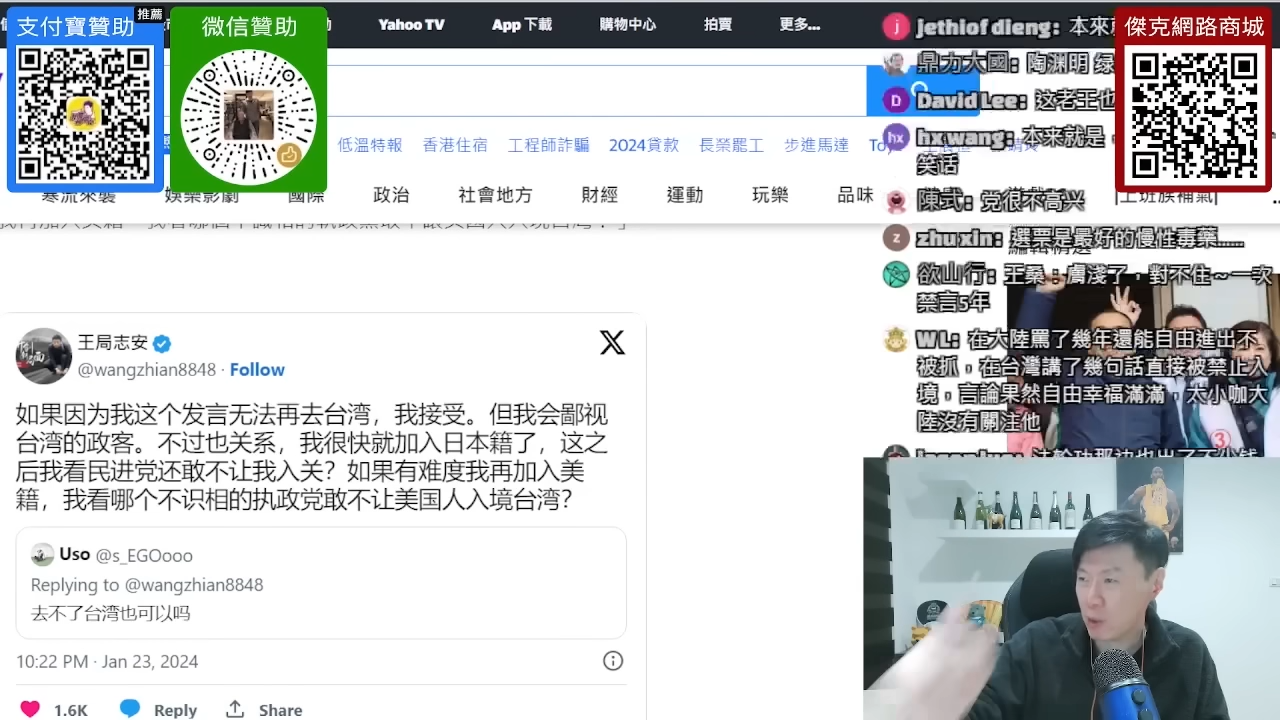 支付寶贊助
推薦
微信贊助
Yahoo TV
App 下載
購物中心
拍賣
更多...
傑克網路商城
低溫特報
香港住宿
工程師詐騙
2024貸款
長榮罷工
步進馬達
寒流來襲
娛樂影劇
國際
政治
社會地方
財經
運動
玩樂
品味
上班族補氣
王局志安
@wangzhian8848 · Follow
如果因为我这个发言无法再去台湾，我接受。但我会鄙视
台湾的政客。不过也关系，我很快就加入日本籍了，这之
后我看民进党还敢不让我入关？如果有难度我再加入美
籍，我看哪个不识相的执政党敢不让美国人入境台湾？
Uso @s_EGOooo
Replying to @wangzhian8848
去不了台湾也可以吗
10:22 PM · Jan 23, 2024
1.6K
Reply
Share
jethiof dieng: 本來
鼎力大國: 陶渊明 绿
David Lee: 这老王也
hx wang: 本来就是
笑话
陳弍: 党很不高兴
zhu xin: 選票是最好的慢性毒藥......
欲山行: 王桑：膚淺了，對不住~一次
禁言5年
W L: 在大陸罵了幾年還能自由進出不
被抓，在台灣講了幾句話直接被禁止入
境，言論果然自由幸福滿滿，太小咖大
陸沒有關注他